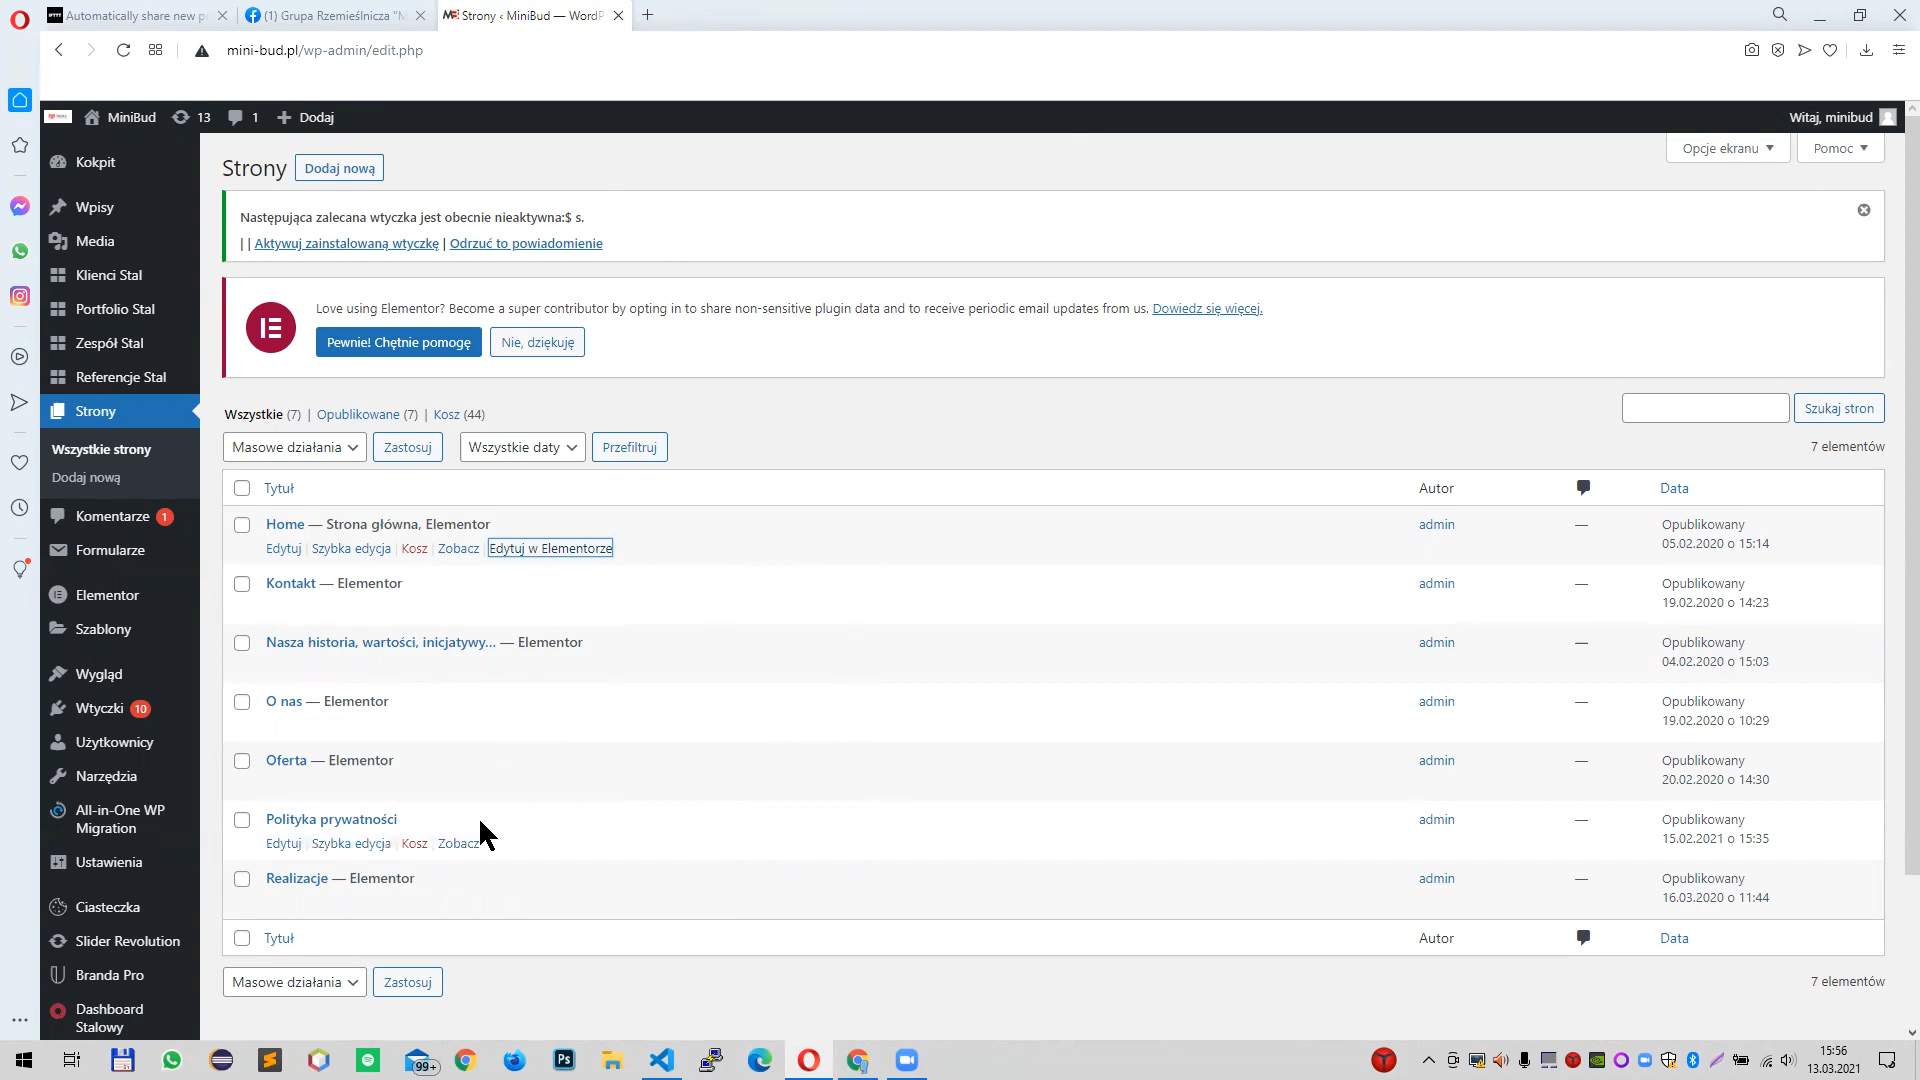 Automatically share new p
(1) Grupa Rzemieślnicza "M
Strony ‹ MiniBud — WordP
mini-bud.pl/wp-admin/edit.php
MiniBud 13 1 Dodaj
Witaj, minibud
Opcje ekranu
Pomoc
Kokpit
Wpisy
Media
Klienci Stal
Portfolio Stal
Zespół Stal
Referencje Stal
Strony
Wszystkie strony
Dodaj nową
Komentarze 1
Formularze
Elementor
Szablony
Wygląd
Wtyczki 10
Użytkownicy
Narzędzia
All-in-One WP
Migration
Ustawienia
Ciasteczka
Slider Revolution
Branda Pro
Dashboard
Stalowy
Strony Dodaj nową
Następująca zalecana wtyczka jest obecnie nieaktywna:$ s.
| | Aktywuj zainstalowaną wtyczkę | Odrzuć to powiadomienie
Love using Elementor? Become a super contributor by opting in to share non-sensitive plugin data and to receive periodic email updates from us. Dowiedz się więcej.
Pewnie! Chętnie pomogę Nie, dziękuję
Wszystkie (7) | Opublikowane (7) | Kosz (44)
Szukaj stron
Masowe działania Zastosuj Wszystkie daty Przefiltruj
7 elementów
Tytuł Autor Data
Home — Strona główna, Elementor admin — Opublikowany
Edytuj | Szybka edycja | Kosz | Zobacz | Edytuj w Elementorze 05.02.2020 o 15:14
Kontakt — Elementor admin — Opublikowany
19.02.2020 o 14:23
Nasza historia, wartości, inicjatywy... — Elementor admin — Opublikowany
04.02.2020 o 15:03
O nas — Elementor admin — Opublikowany
19.02.2020 o 10:29
Oferta — Elementor admin — Opublikowany
20.02.2020 o 14:30
Polityka prywatności admin — Opublikowany
Edytuj | Szybka edycja | Kosz | Zobacz 15.02.2021 o 15:35
Realizacje — Elementor admin — Opublikowany
16.03.2020 o 11:44
Tytuł Autor Data
Masowe działania Zastosuj
7 elementów
99+
Ps
15:56
13.03.2021